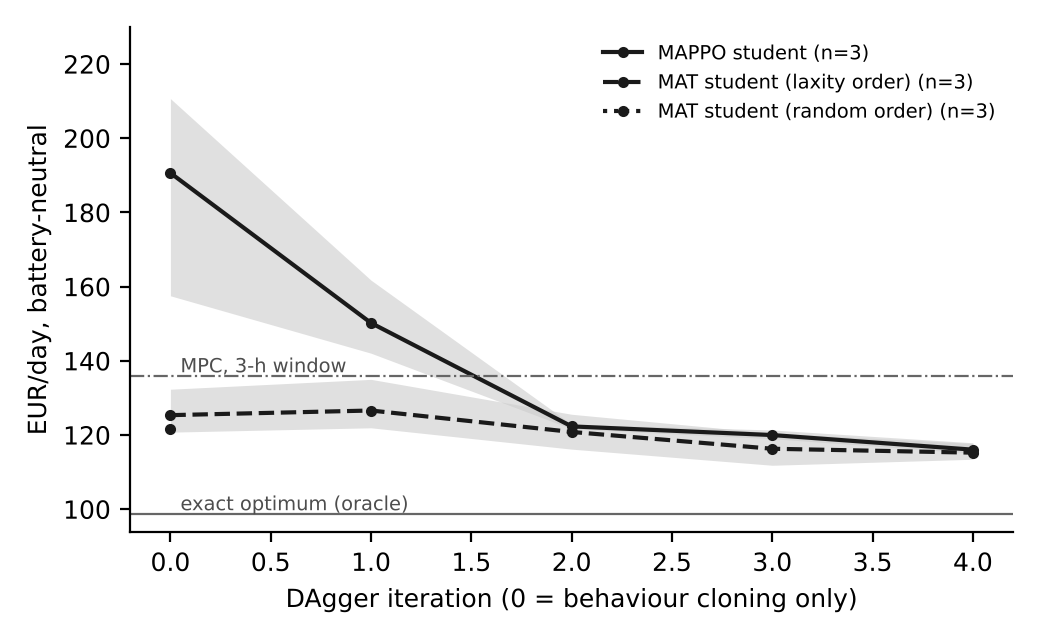 MAPPO student (n=3)
MAT student (laxity order) (n=3)
MAT student (random order) (n=3)
EUR/day, battery-neutral
220
200
180
160
140
120
100
MPC, 3-h window
exact optimum (oracle)
0.0 0.5 1.0 1.5 2.0 2.5 3.0 3.5 4.0
DAgger iteration (0 = behaviour cloning only)